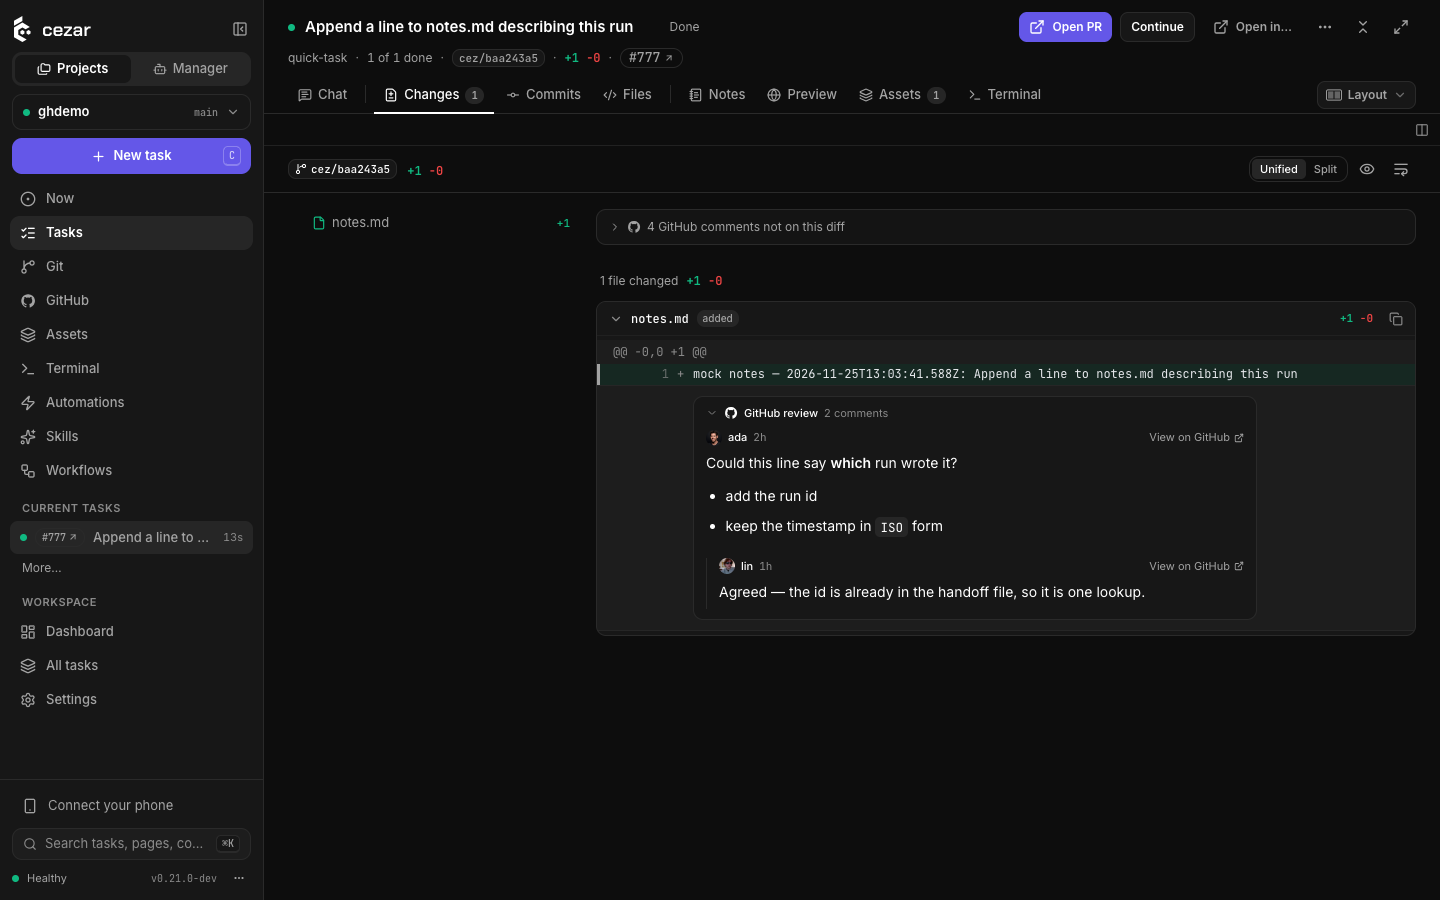 cezar
Projects
Manager
ghdemo
main
New task
C
Now
Tasks
Git
GitHub
Assets
Terminal
Automations
Skills
Workflows
CURRENT TASKS
#777 ↗ Append a line to ... 13s
More...
WORKSPACE
Dashboard
All tasks
Settings
Connect your phone
Search tasks, pages, co... ⌘K
Healthy v0.21.0-dev
Append a line to notes.md describing this run Done
Open PR
Continue
Open in...
quick-task · 1 of 1 done · cez/baa243a5 · +1 -0 · #777 ↗
Chat
Changes 1
Commits
Files
Notes
Preview
Assets 1
Terminal
Layout
cez/baa243a5 +1 -0
Unified Split
notes.md +1
4 GitHub comments not on this diff
1 file changed +1 -0
notes.md added +1 -0
@@ -0,0 +1 @@
1 + mock notes — 2026-11-25T13:03:41.588Z: Append a line to notes.md describing this run
GitHub review 2 comments
ada 2h View on GitHub
Could this line say which run wrote it?
• add the run id
• keep the timestamp in ISO form
lin 1h View on GitHub
Agreed — the id is already in the handoff file, so it is one lookup.